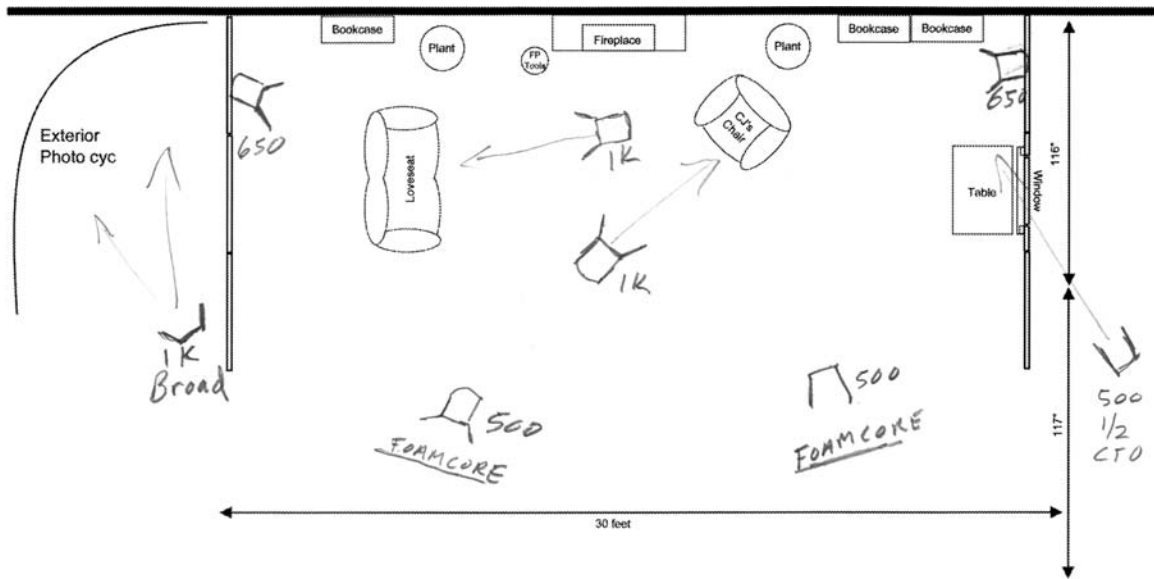 Bookcase
Plant
FP
Tools
Fireplace
Plant
Bookcase
Bookcase
650
650
Exterior
Photo cyc
Loveseat
1K
CJ's
Chair
1K
Table
Window
116"
1K
Broad
500
FOAMCORE
500
FOAMCORE
500
1/2
CTO
117"
30 feet